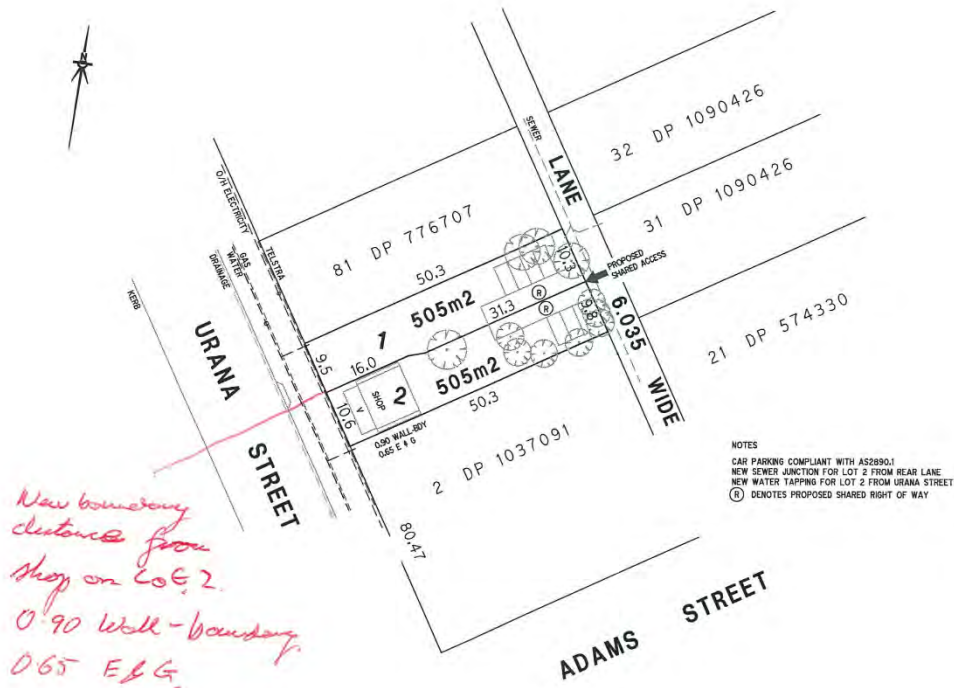 N
SEWER
LANE
32 DP 1090426
O/H ELECTRICITY
TELSTRA
GAS
WATER
DRAINAGE
KERB
81 DP 776707
31 DP 1090426
50.3
10.3
PROPOSED
SHARED ACCESS
R
R
31.3
505m2
1
9.8
6.035
WIDE
21 DP 574330
URANA
STREET
9.5
16.0
SHOP
2
505m2
V
10.6
50.3
0.90 WALL-BDY
0.65 E & G
2 DP 1037091
80.47
ADAMS STREET
NOTES
CAR PARKING COMPLIANT WITH AS2890.1
NEW SEWER JUNCTION FOR LOT 2 FROM REAR LANE
NEW WATER TAPPING FOR LOT 2 FROM URANA STREET
R DENOTES PROPOSED SHARED RIGHT OF WAY
New boundary
distance from
shop on Lot 2.
0.90 Wall-boundary
0.65 E & G